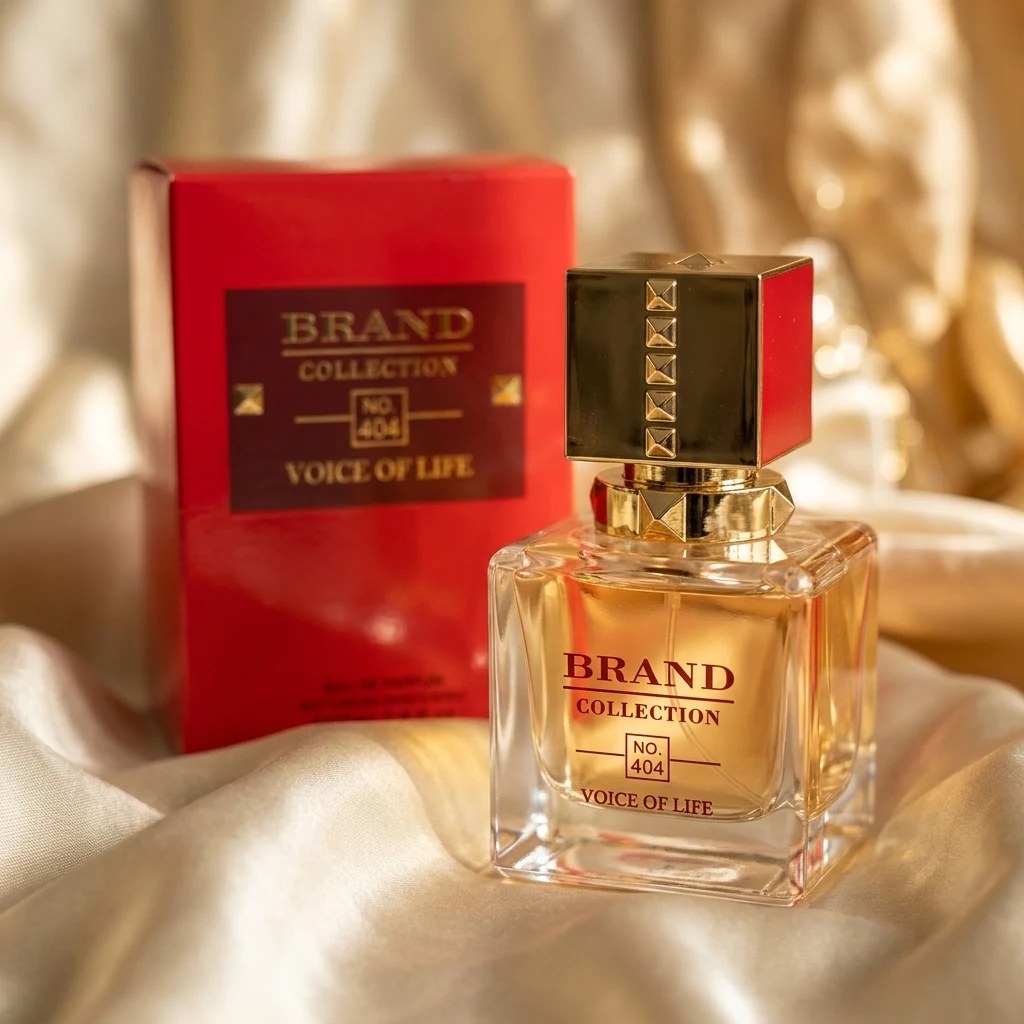 BRAND
COLLECTION
NO.
404
VOICE OF LIFE
BRAND
COLLECTION
NO.
404
VOICE OF LIFE